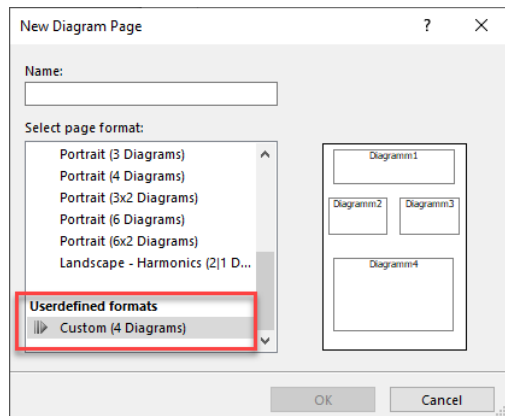 New Diagram Page
?
Name:
Select page format:
Portrait (3 Diagrams)
Portrait (4 Diagrams)
Portrait (3x2 Diagrams)
Portrait (6 Diagrams)
Portrait (6x2 Diagrams)
Landscape - Harmonics (2|1 D...
Userdefined formats
Custom (4 Diagrams)
Diagramm1
Diagramm2
Diagramm3
Diagramm4
OK
Cancel